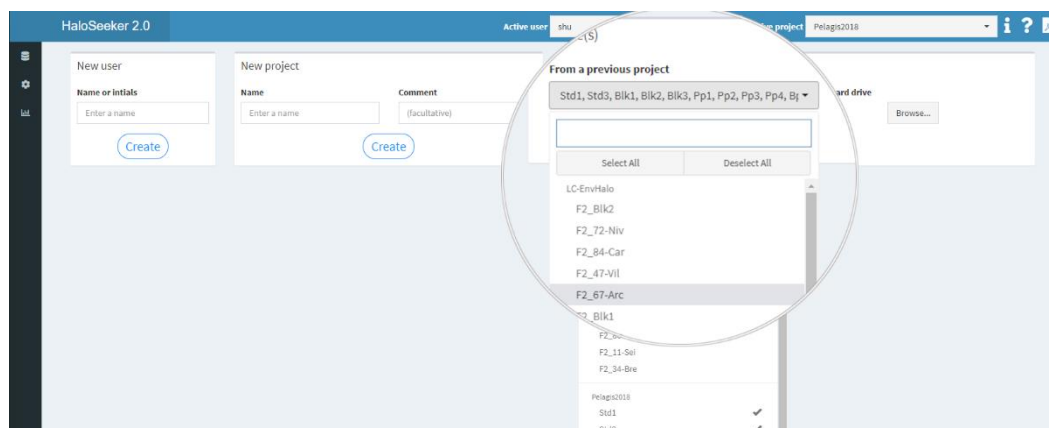 HaloSeeker 2.0
Active user shu
project Pelagis2018
New user
Name or intials
Enter a name
Create
New project
Name Comment
Enter a name (facultative)
Create
(s)
From a previous project
Std1, Std3, Blk1, Blk2, Blk3, Pp1, Pp2, Pp3, Pp4,
Select All Deselect All
LC-EnvHalo
F2_Blk2
F2_72-Niv
F2_84-Car
F2_47-Vil
F2_67-Arc
F2_Blk1
F2_11-Sei
F2_34-Bre
Pelagis2018
Std1
ard drive
Browse...